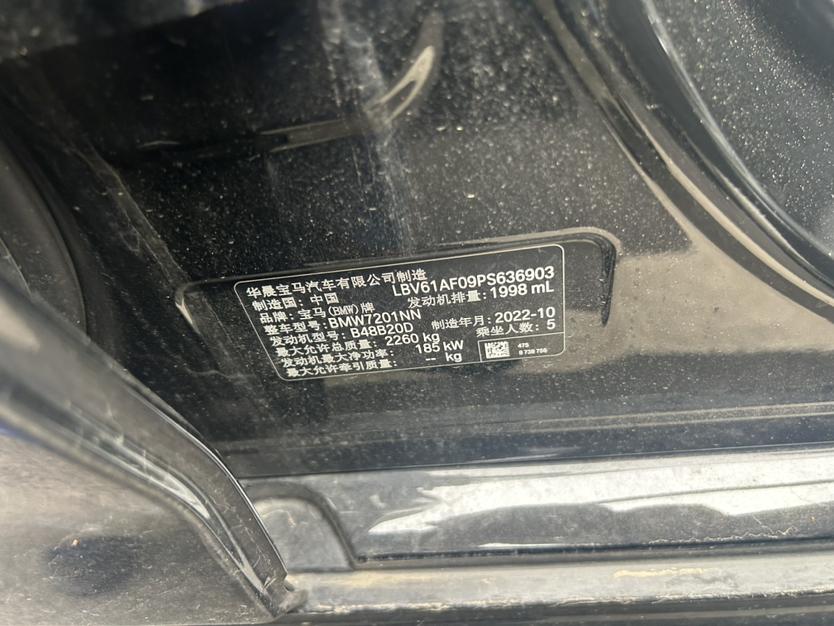 华晨宝马汽车有限公司制造
制造国：中国 LBV61AF09PS636903
品牌：宝马(BMW)牌 发动机排量：1998 mL
整车型号：BMW7201NN
发动机型号：B48B20D 制造年月：2022-10
最大允许总质量：2260 kg 乘坐人数：5
发动机最大净功率：185 kW
最大允许牵引质量：-- kg
475
8 738 756